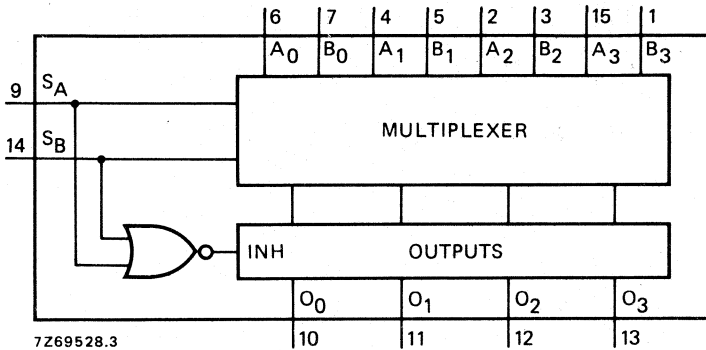 6 7 4 5 2 3 15 1
A0 B0 A1 B1 A2 B2 A3 B3
9 SA
MULTIPLEXER
14 SB
INH OUTPUTS
O0 O1 O2 O3
7Z69528.3 10 11 12 13